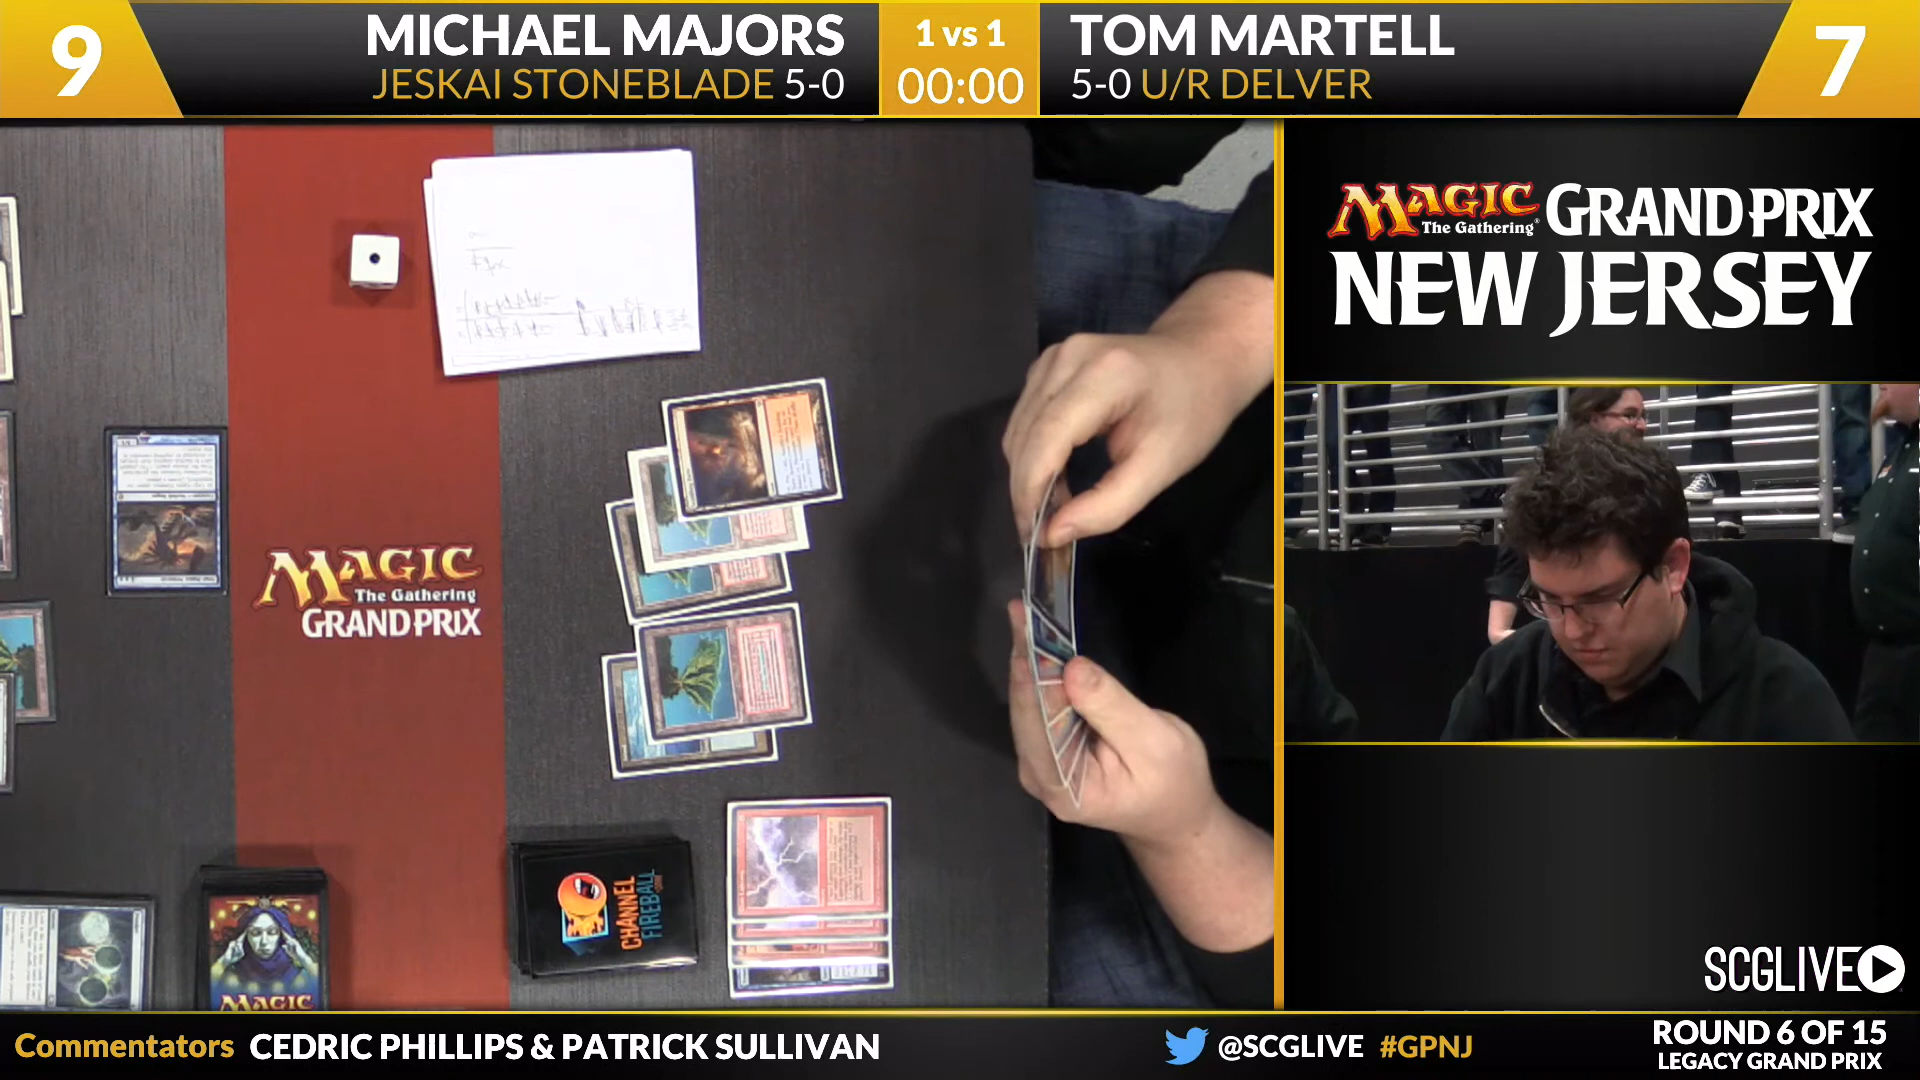 9
MICHAEL MAJORS
JESKAI STONEBLADE 5-0
1 vs 1
00:00
TOM MARTELL
5-0 U/R DELVER
7
MAGIC
The Gathering
GRAND PRIX
NEW JERSEY
MAGIC
The Gathering
GRAND PRIX
CHANNEL
FIREBALL
MAGIC
SCGLIVE
Commentators CEDRIC PHILLIPS & PATRICK SULLIVAN
@SCGLIVE #GPNJ
ROUND 6 OF 15
LEGACY GRAND PRIX